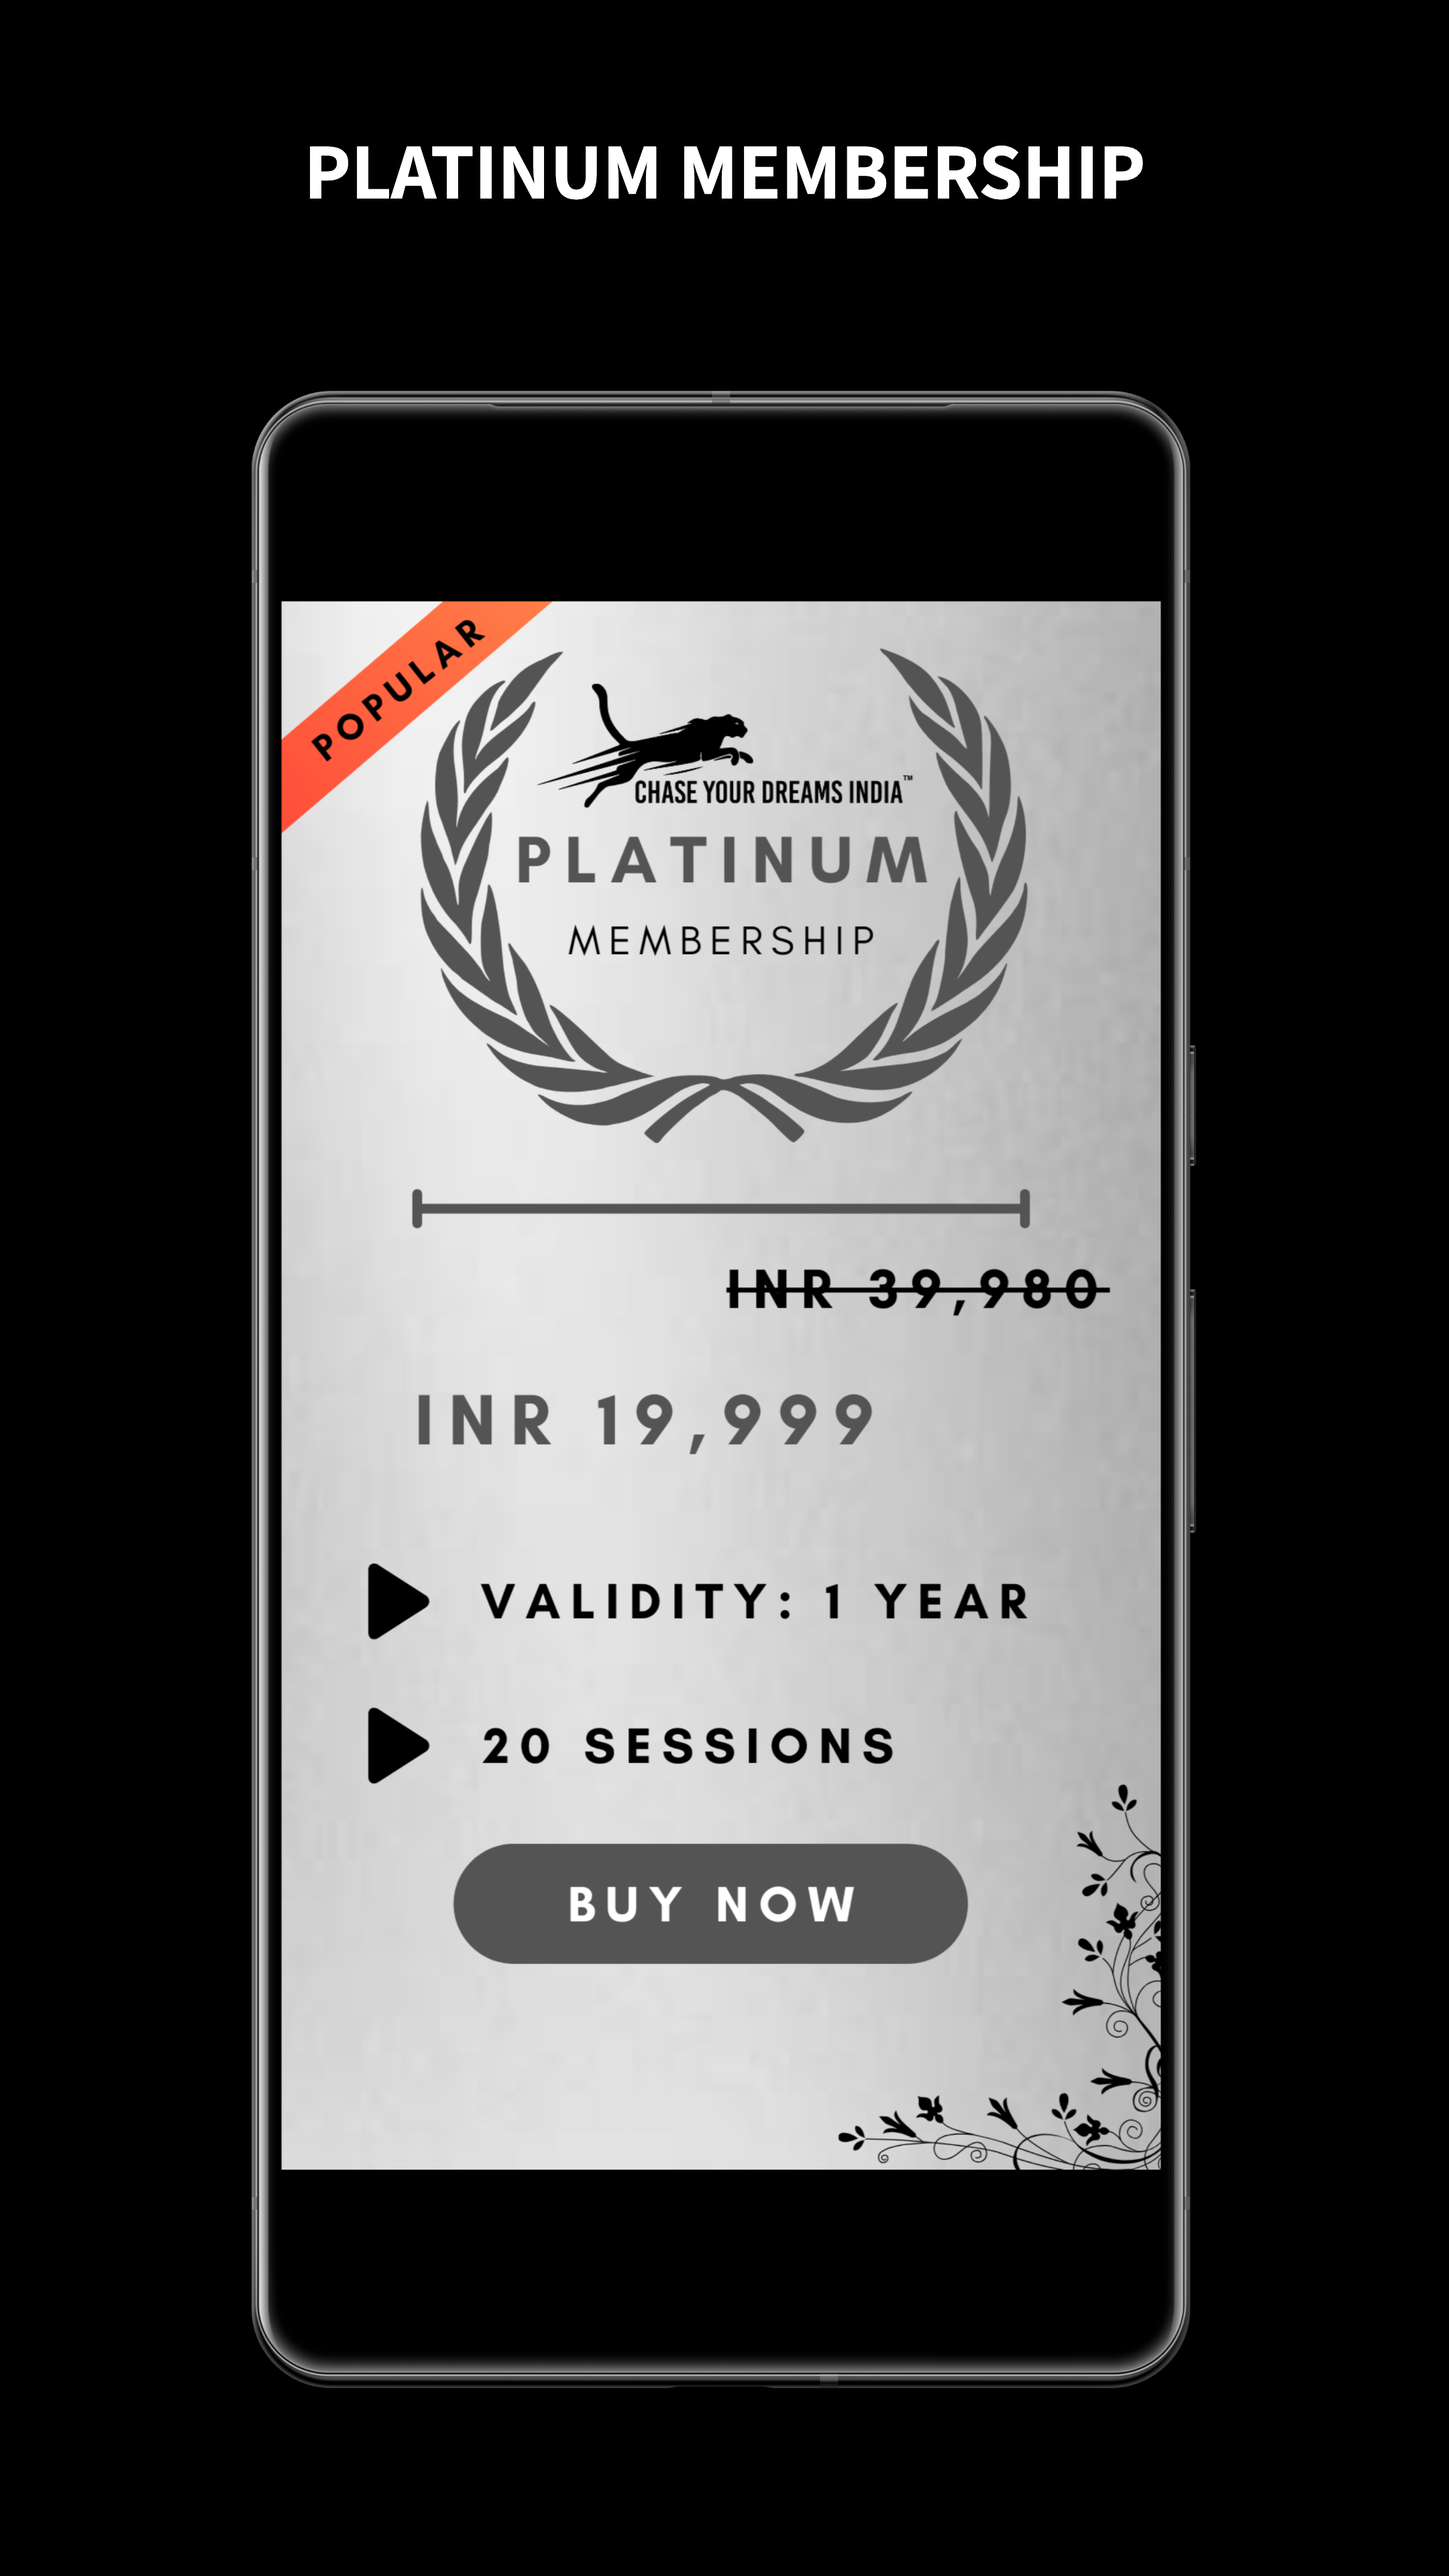 PLATINUM MEMBERSHIP
POPULAR
CHASE YOUR DREAMS INDIA™
PLATINUM
MEMBERSHIP
INR 39,980
INR 19,999
VALIDITY: 1 YEAR
20 SESSIONS
BUY NOW